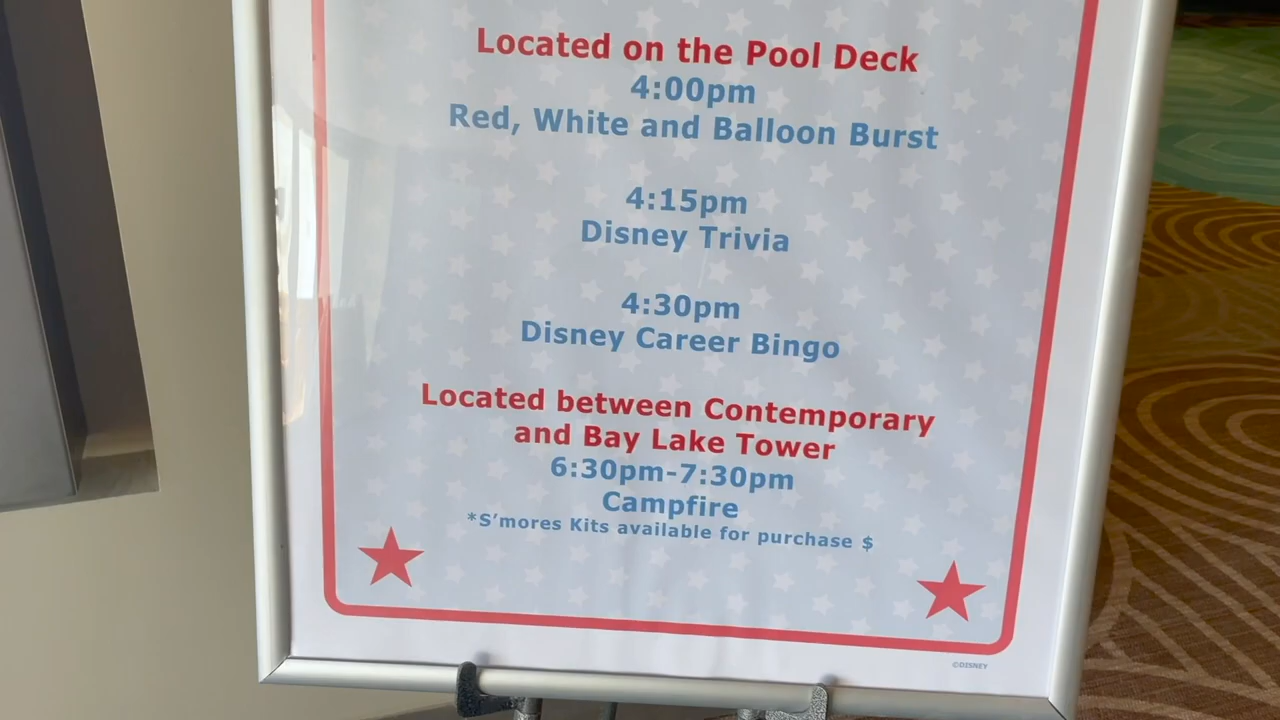 Located on the Pool Deck
4:00pm
Red, White and Balloon Burst
4:15pm
Disney Trivia
4:30pm
Disney Career Bingo
Located between Contemporary
and Bay Lake Tower
6:30pm-7:30pm
Campfire
*S'mores Kits available for purchase $
©DISNEY